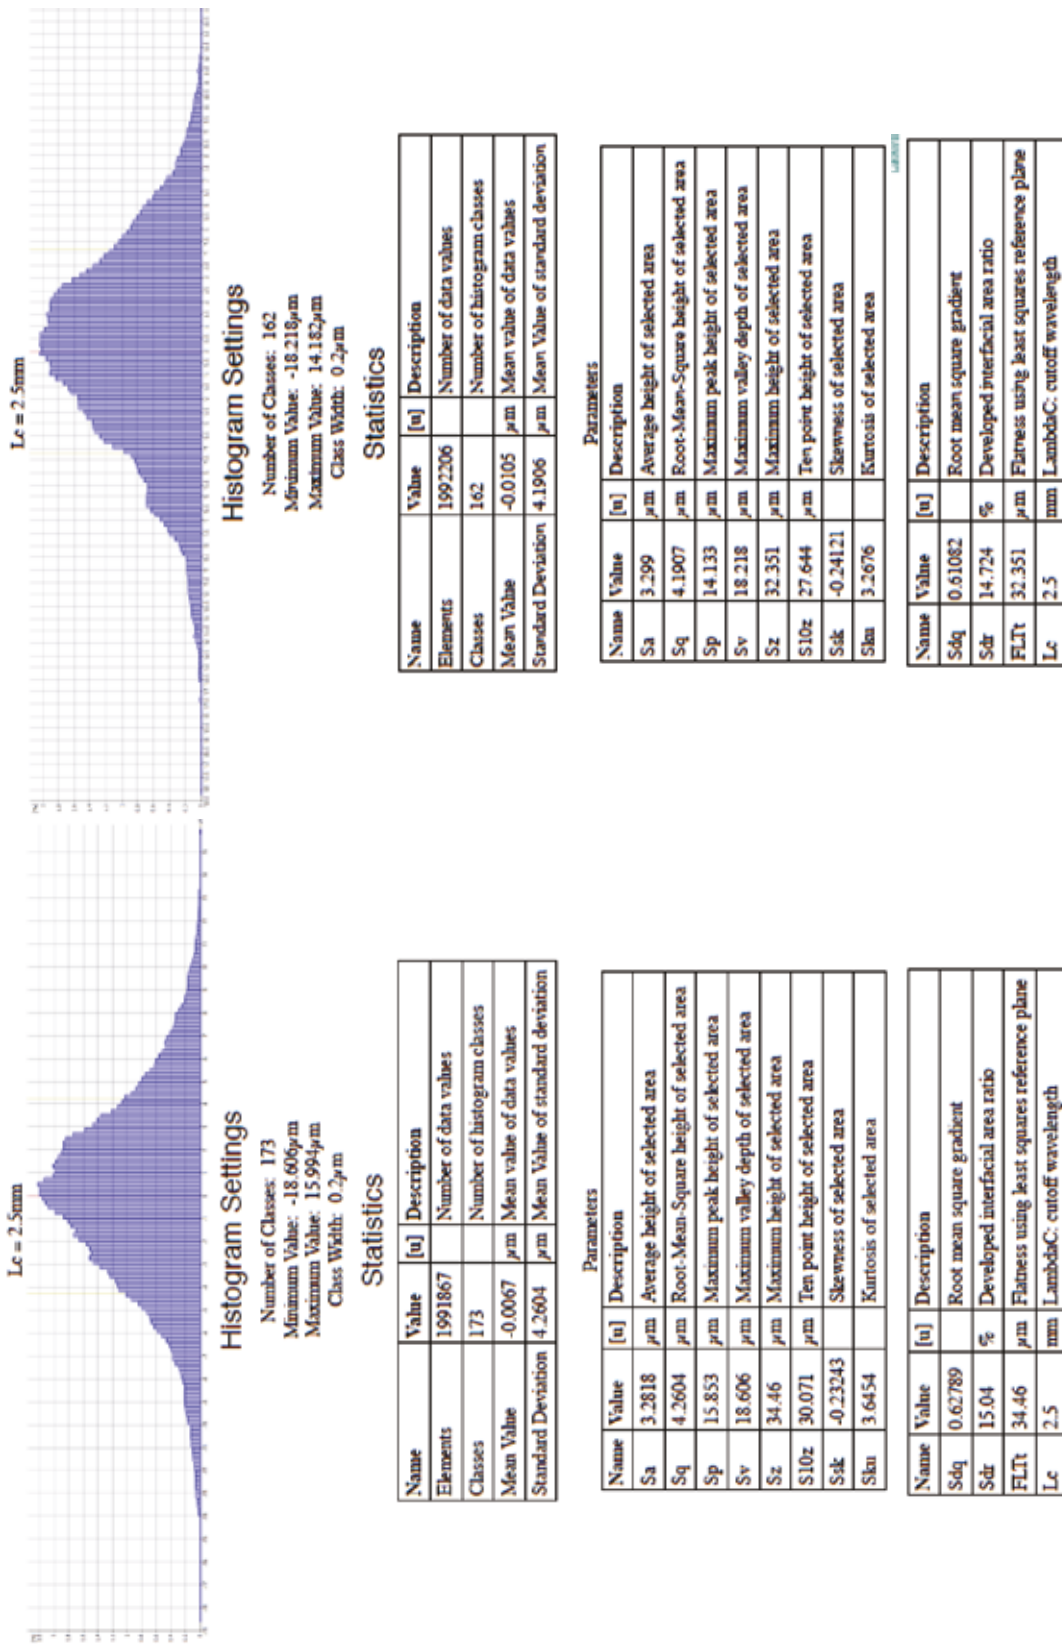 Lc = 2.5mm
Histogram Settings
Number of Classes: 173
Minimum Value: -18.606µm
Maximum Value: 15.994µm
Class Width: 0.2µm
Statistics
Name Value [u] Description
Elements 1991867 Number of data values
Classes 173 Number of histogram classes
Mean Value -0.0067 µm Mean value of data values
Standard Deviation 4.2604 µm Mean Value of standard deviation
Parameters
Name Value [u] Description
Sa 3.2818 µm Average height of selected area
Sq 4.2604 µm Root-Mean-Square height of selected area
Sp 15.853 µm Maximum peak height of selected area
Sv 18.606 µm Maximum valley depth of selected area
Sz 34.46 µm Maximum height of selected area
S10z 30.071 µm Ten point height of selected area
Ssk -0.23243 Skewness of selected area
Sku 3.6454 Kurtosis of selected area
Name Value [u] Description
Sdq 0.62789 Root mean square gradient
Sdr 15.04 % Developed interfacial area ratio
FLTt 34.46 µm Flatness using least squares reference plane
Lc 2.5 mm LambdaC: cutoff wavelength
Lc = 2.5mm
Histogram Settings
Number of Classes: 162
Minimum Value: -18.218µm
Maximum Value: 14.182µm
Class Width: 0.2µm
Statistics
Name Value [u] Description
Elements 1992206 Number of data values
Classes 162 Number of histogram classes
Mean Value -0.0105 µm Mean value of data values
Standard Deviation 4.1906 µm Mean Value of standard deviation
Parameters
Name Value [u] Description
Sa 3.299 µm Average height of selected area
Sq 4.1907 µm Root-Mean-Square height of selected area
Sp 14.133 µm Maximum peak height of selected area
Sv 18.218 µm Maximum valley depth of selected area
Sz 32.351 µm Maximum height of selected area
S10z 27.644 µm Ten point height of selected area
Ssk -0.24121 Skewness of selected area
Sku 3.2676 Kurtosis of selected area
Name Value [u] Description
Sdq 0.61082 Root mean square gradient
Sdr 14.724 % Developed interfacial area ratio
FLTt 32.351 µm Flatness using least squares reference plane
Lc 2.5 mm LambdaC: cutoff wavelength